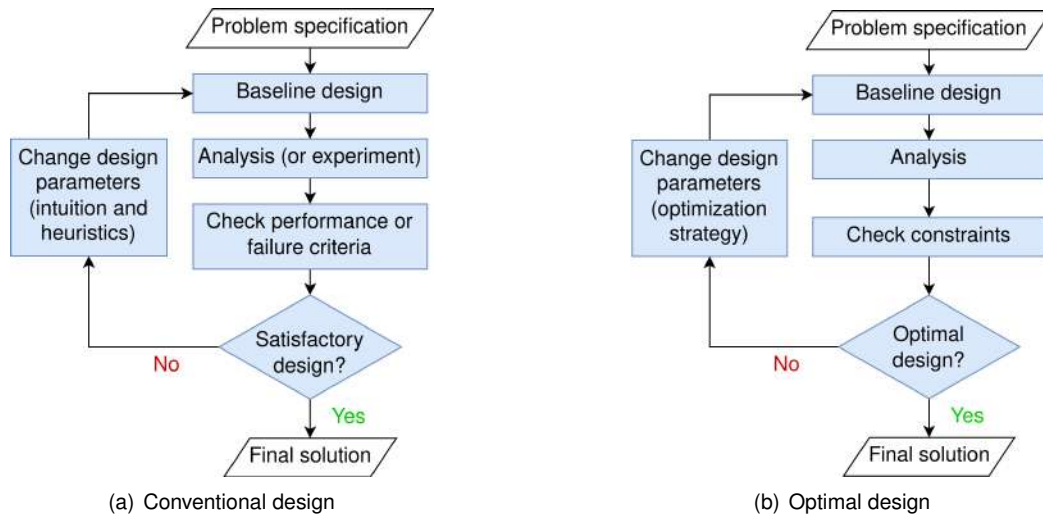 Problem specification
Baseline design
Analysis (or experiment)
Change design
parameters
(intuition and
heuristics)
Check performance or
failure criteria
Satisfactory
design?
No
Yes
Final solution
(a) Conventional design
Problem specification
Baseline design
Analysis
Change design
parameters
(optimization
strategy)
Check constraints
Optimal
design?
No
Yes
Final solution
(b) Optimal design